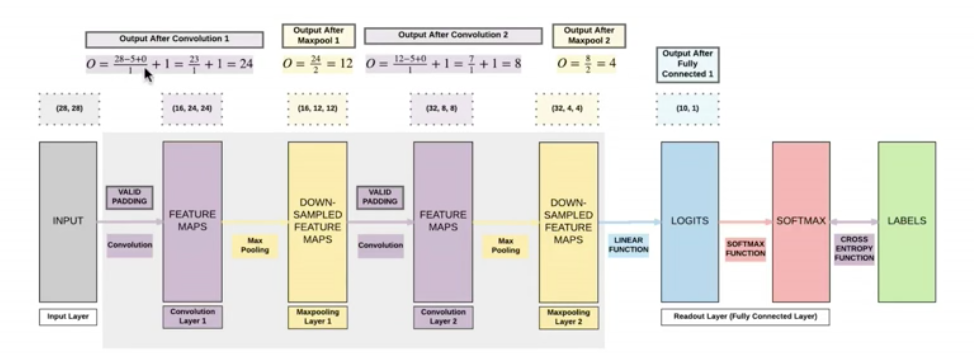 Output After Convolution 1
O = \frac{28-5+0}{1} + 1 = \frac{23}{1} + 1 = 24
Output After
Maxpool 1
O = \frac{24}{2} = 12
Output After Convolution 2
O = \frac{12-5+0}{1} + 1 = \frac{7}{1} + 1 = 8
Output After
Maxpool 2
O = \frac{8}{2} = 4
Output After
Fully
Connected 1
(28, 28)
(16, 24, 24)
(16, 12, 12)
(32, 8, 8)
(32, 4, 4)
(10, 1)
INPUT
VALID
PADDING
Convolution
FEATURE
MAPS
Max
Pooling
DOWN-
SAMPLED
FEATURE
MAPS
VALID
PADDING
Convolution
FEATURE
MAPS
Max
Pooling
DOWN-
SAMPLED
FEATURE
MAPS
LINEAR
FUNCTION
LOGITS
SOFTMAX
FUNCTION
SOFTMAX
CROSS
ENTROPY
FUNCTION
LABELS
Input Layer
Convolution
Layer 1
Maxpooling
Layer 1
Convolution
Layer 2
Maxpooling
Layer 2
Readout Layer (Fully Connected Layer)